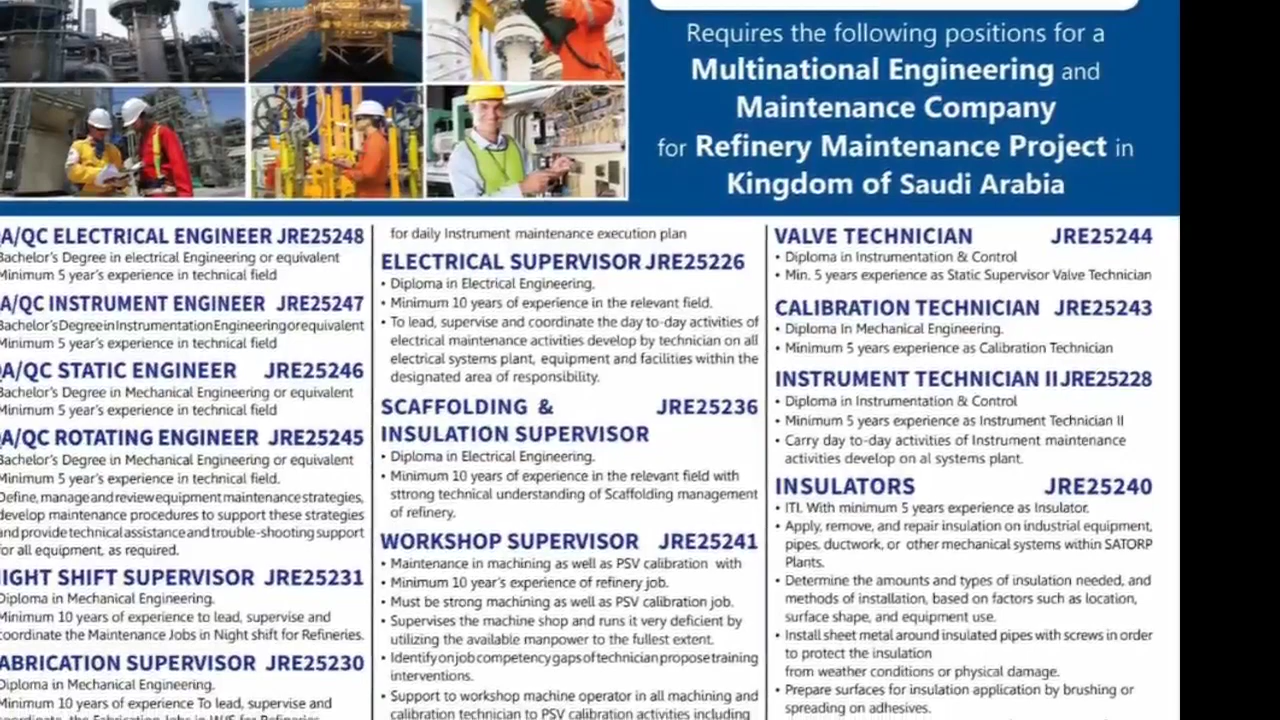 Requires the following positions for a
Multinational Engineering and
Maintenance Company
for Refinery Maintenance Project in
Kingdom of Saudi Arabia
A/QC ELECTRICAL ENGINEER JRE25248
Bachelor's Degree in electrical Engineering or equivalent
Minimum 5 year's experience in technical field
A/QC INSTRUMENT ENGINEER JRE25247
Bachelor's Degree in Instrumentation Engineering or equivalent
Minimum 5 year's experience in technical field
A/QC STATIC ENGINEER JRE25246
Bachelor's Degree in Mechanical Engineering or equivalent
Minimum 5 year's experience in technical field
A/QC ROTATING ENGINEER JRE25245
Bachelor's Degree in Mechanical Engineering or equivalent
Minimum 5 year's experience in technical field.
Define, manage and review equipment maintenance strategies,
develop maintenance procedures to support these strategies
and provide technical assistance and trouble-shooting support
for all equipment, as required.
IGHT SHIFT SUPERVISOR JRE25231
Diploma in Mechanical Engineering.
Minimum 10 years of experience to lead, supervise and
coordinate the Maintenance Jobs in Night shift for Refineries.
ABRICATION SUPERVISOR JRE25230
Diploma in Mechanical Engineering.
Minimum 10 years of experience To lead, supervise and
coordinate the Fabrication Jobs in W/S for Refineries
for daily Instrument maintenance execution plan
ELECTRICAL SUPERVISOR JRE25226
• Diploma in Electrical Engineering.
• Minimum 10 years of experience in the relevant field.
• To lead, supervise and coordinate the day to-day activities of
electrical maintenance activities develop by technician on all
electrical systems plant, equipment and facilities within the
designated area of responsibility.
SCAFFOLDING & JRE25236
INSULATION SUPERVISOR
• Diploma in Electrical Engineering.
• Minimum 10 years of experience in the relevant field with
sttrong technical understanding of Scaffolding management
of refinery.
WORKSHOP SUPERVISOR JRE25241
• Maintenance in machining as well as PSV calibration with
• Minimum 10 year's experience of refinery job.
• Must be strong machining as well as PSV calibration job.
• Supervises the machine shop and runs it very deficient by
utilizing the available manpower to the fullest extent.
• Identify on job competency gaps of technician propose training
interventions.
• Support to workshop machine operator in all machining and
calibration technician to PSV calibration activities including
VALVE TECHNICIAN JRE25244
• Diploma in Instrumentation & Control
• Min. 5 years experience as Static Supervisor Valve Technician
CALIBRATION TECHNICIAN JRE25243
• Diploma In Mechanical Engineering.
• Minimum 5 years experience as Calibration Technician
INSTRUMENT TECHNICIAN II JRE25228
• Diploma in Instrumentation & Control
• Minimum 5 years experience as Instrument Technician II
• Carry day to-day activities of Instrument maintenance
activities develop on al systems plant.
INSULATORS JRE25240
• ITI. With minimum 5 years experience as Insulator.
• Apply, remove, and repair insulation on industrial equipment,
pipes, ductwork, or other mechanical systems within SATORP
Plants.
• Determine the amounts and types of insulation needed, and
methods of installation, based on factors such as location,
surface shape, and equipment use.
• Install sheet metal around insulated pipes with screws in order
to protect the insulation
from weather conditions or physical damage.
• Prepare surfaces for insulation application by brushing or
spreading on adhesives.